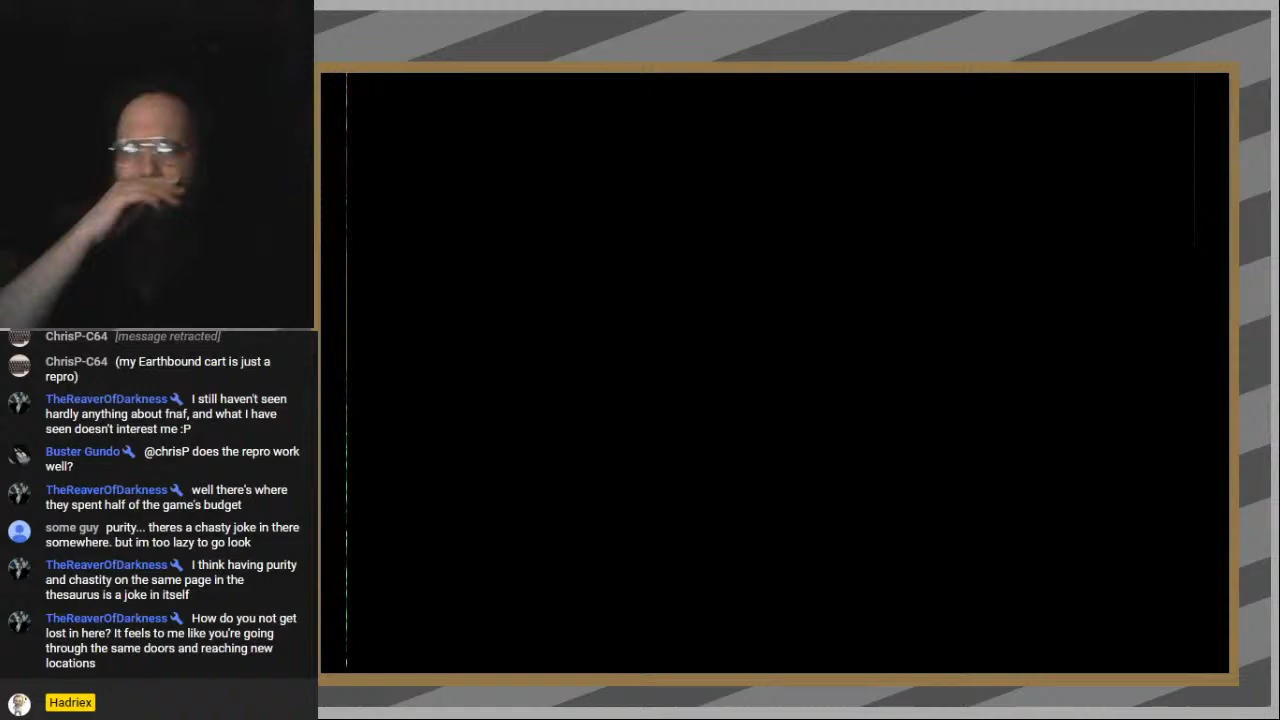 ChrisP-C64 [message retracted]
ChrisP-C64 (my Earthbound cart is just a
repro)
TheReaverOfDarkness I still haven't seen
hardly anything about fnaf, and what I have
seen doesn't interest me :P
Buster Gundo @chrisP does the repro work
well?
TheReaverOfDarkness well there's where
they spent half of the game's budget
some guy purity... theres a chasty joke in there
somewhere. but im too lazy to go look
TheReaverOfDarkness I think having purity
and chastity on the same page in the
thesaurus is a joke in itself
TheReaverOfDarkness How do you not get
lost in here? It feels to me like you're going
through the same doors and reaching new
locations
Hadriex